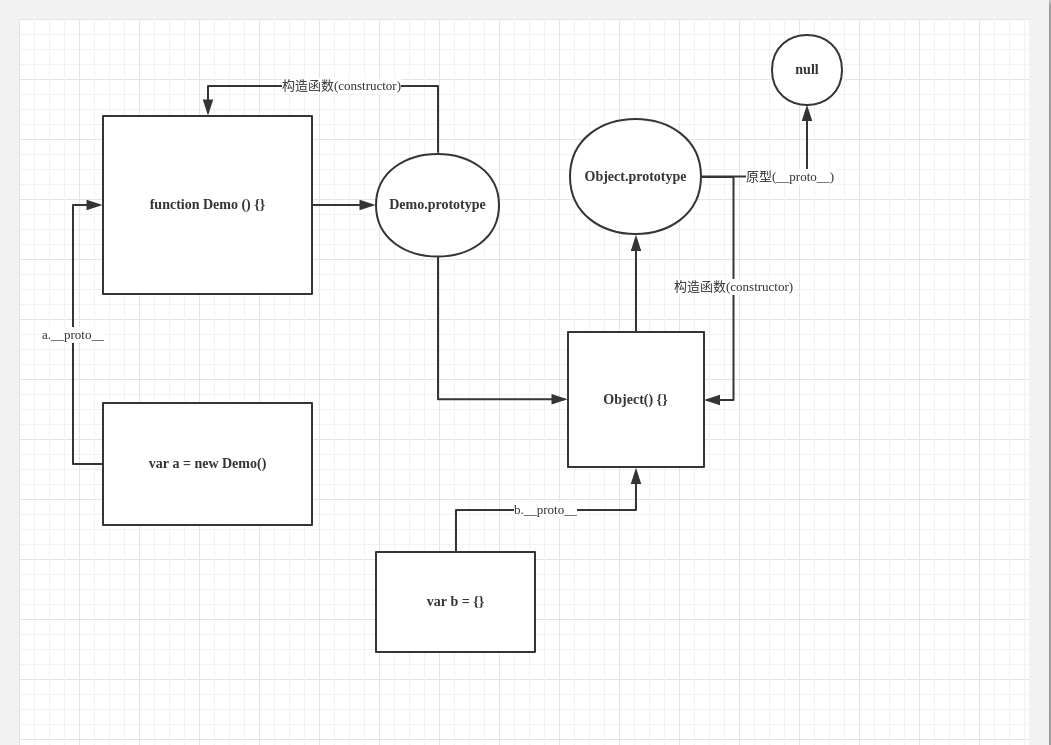 null
构造函数(constructor)
Object.prototype
原型(__proto__)
function Demo () {}
Demo.prototype
构造函数(constructor)
a.__proto__
Object() {}
var a = new Demo()
b.__proto__
var b = {}